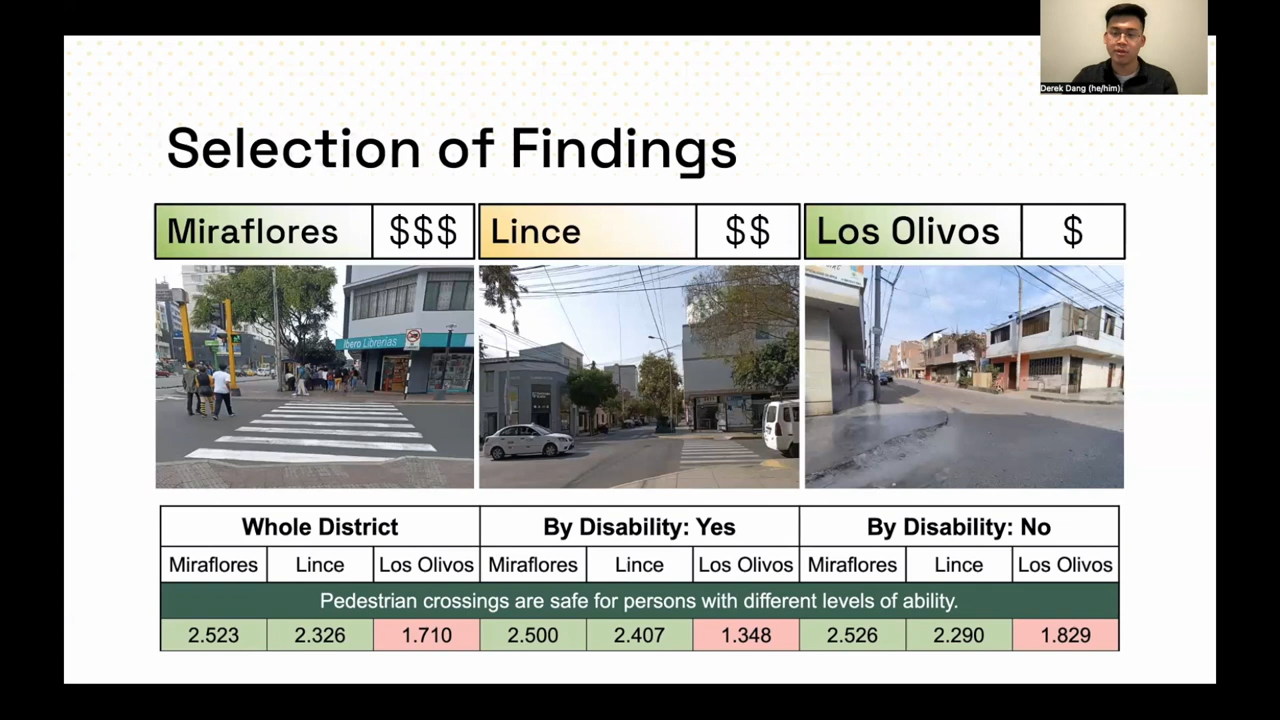 Derek Dang (he/him)
Selection of Findings
Miraflores $$$ Lince $$ Los Olivos $
Ibero Librerías
Whole District By Disability: Yes By Disability: No
Miraflores Lince Los Olivos Miraflores Lince Los Olivos Miraflores Lince Los Olivos
Pedestrian crossings are safe for persons with different levels of ability.
2.523 2.326 1.710 2.500 2.407 1.348 2.526 2.290 1.829